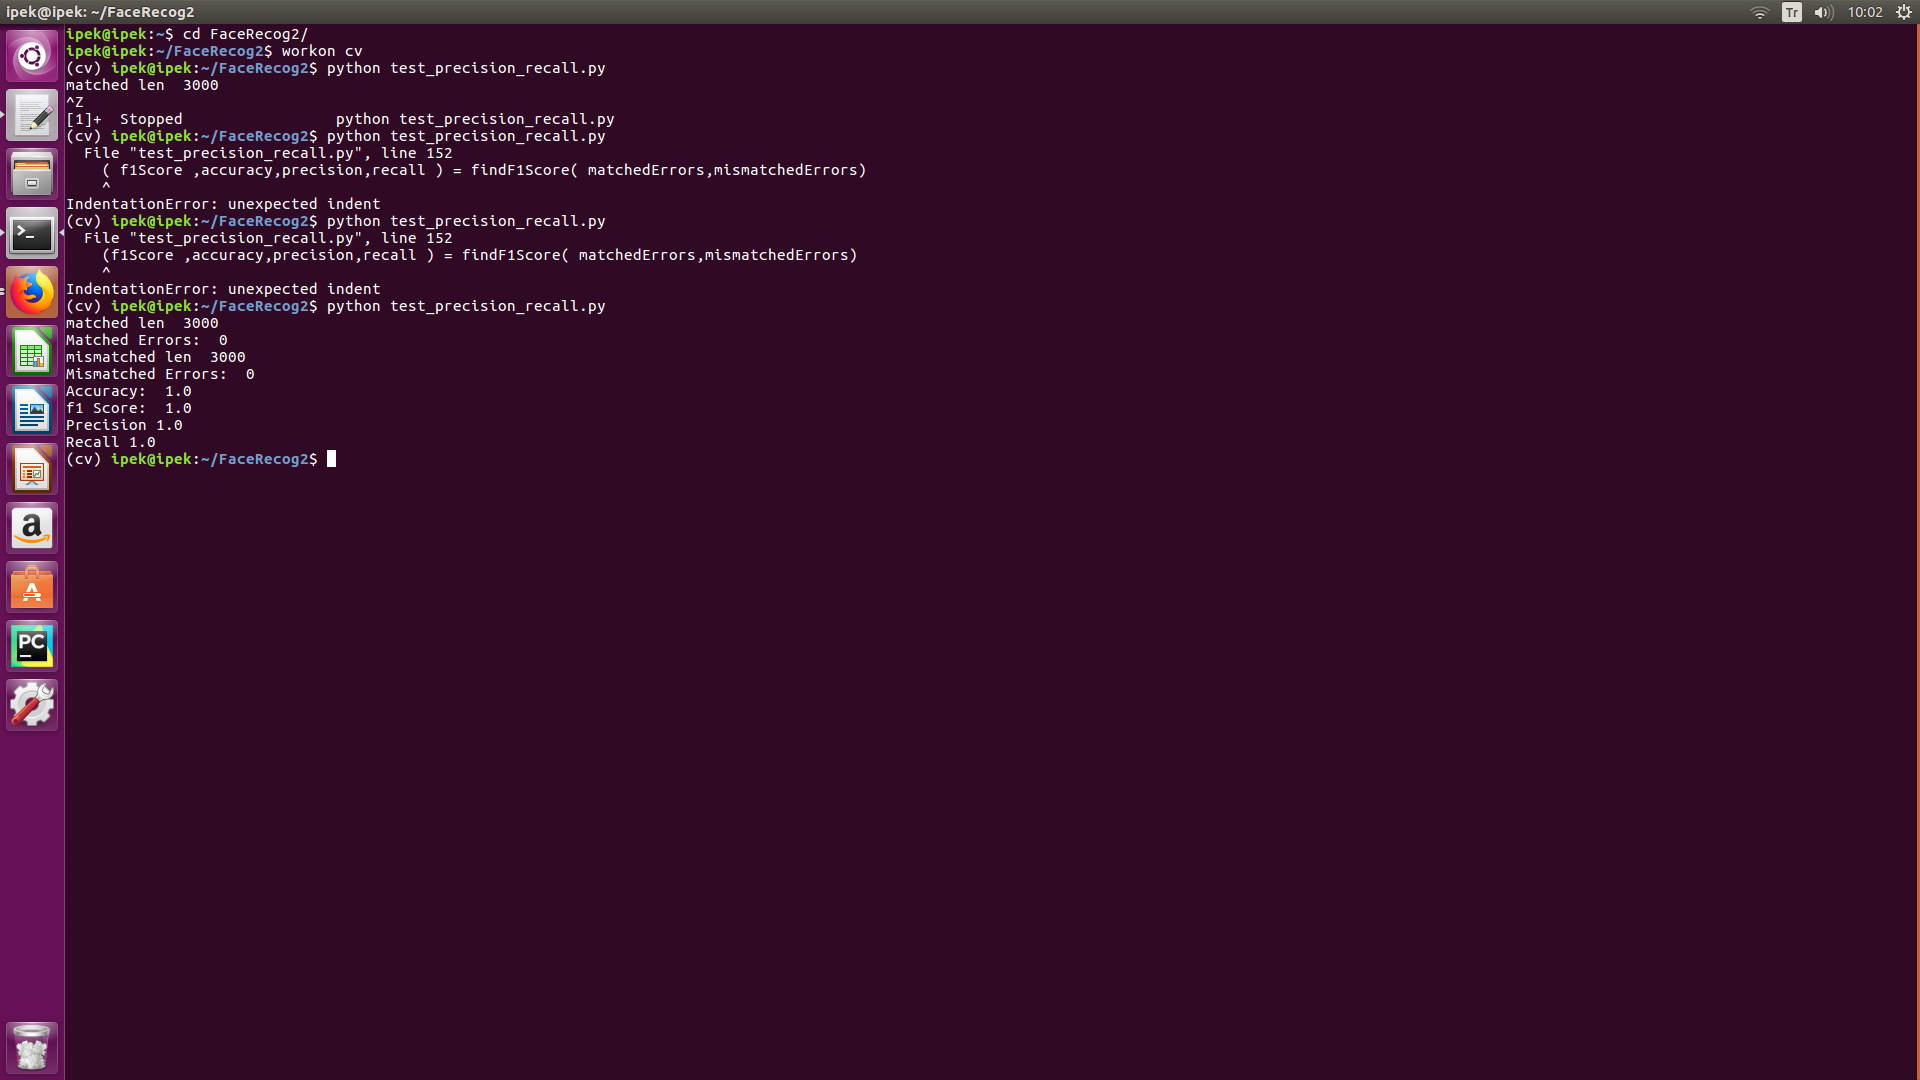 ipek@ipek: ~/FaceRecog2
Tr
10:02
ipek@ipek:~$ cd FaceRecog2/
ipek@ipek:~/FaceRecog2$ workon cv
(cv) ipek@ipek:~/FaceRecog2$ python test_precision_recall.py
matched len  3000
^Z
[1]+  Stopped                 python test_precision_recall.py
(cv) ipek@ipek:~/FaceRecog2$ python test_precision_recall.py
  File "test_precision_recall.py", line 152
    ( f1Score ,accuracy,precision,recall ) = findF1Score( matchedErrors,mismatchedErrors)
    ^
IndentationError: unexpected indent
(cv) ipek@ipek:~/FaceRecog2$ python test_precision_recall.py
  File "test_precision_recall.py", line 152
    (f1Score ,accuracy,precision,recall ) = findF1Score( matchedErrors,mismatchedErrors)
    ^
IndentationError: unexpected indent
(cv) ipek@ipek:~/FaceRecog2$ python test_precision_recall.py
matched len  3000
Matched Errors:  0
mismatched len  3000
Mismatched Errors:  0
Accuracy:  1.0
f1 Score:  1.0
Precision 1.0
Recall 1.0
(cv) ipek@ipek:~/FaceRecog2$
>_
a
A
PC